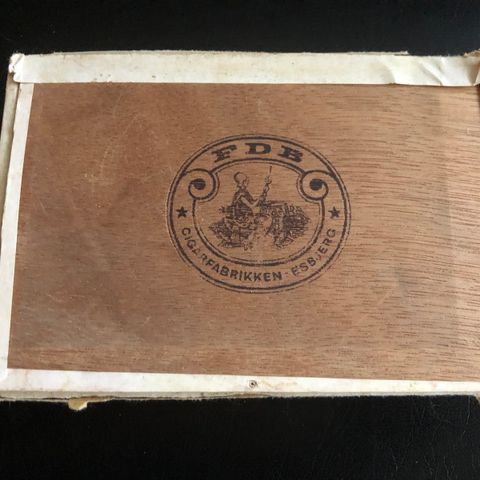 FDB
★ CIGARFABRIKKEN - ESBJERG ★